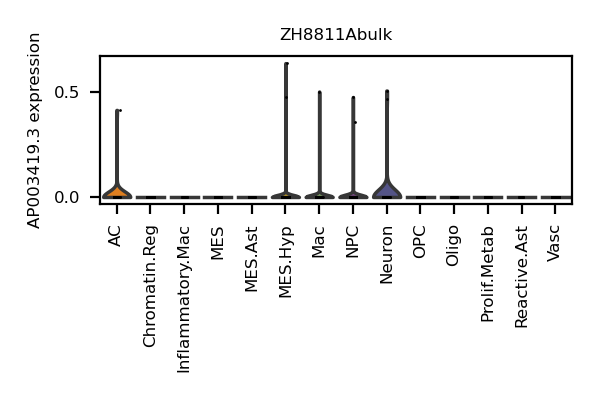 ZH8811Abulk
AP003419.3 expression
0.5
0.0
AC
Chromatin.Reg
Inflammatory.Mac
MES
MES.Ast
MES.Hyp
Mac
NPC
Neuron
OPC
Oligo
Prolif.Metab
Reactive.Ast
Vasc